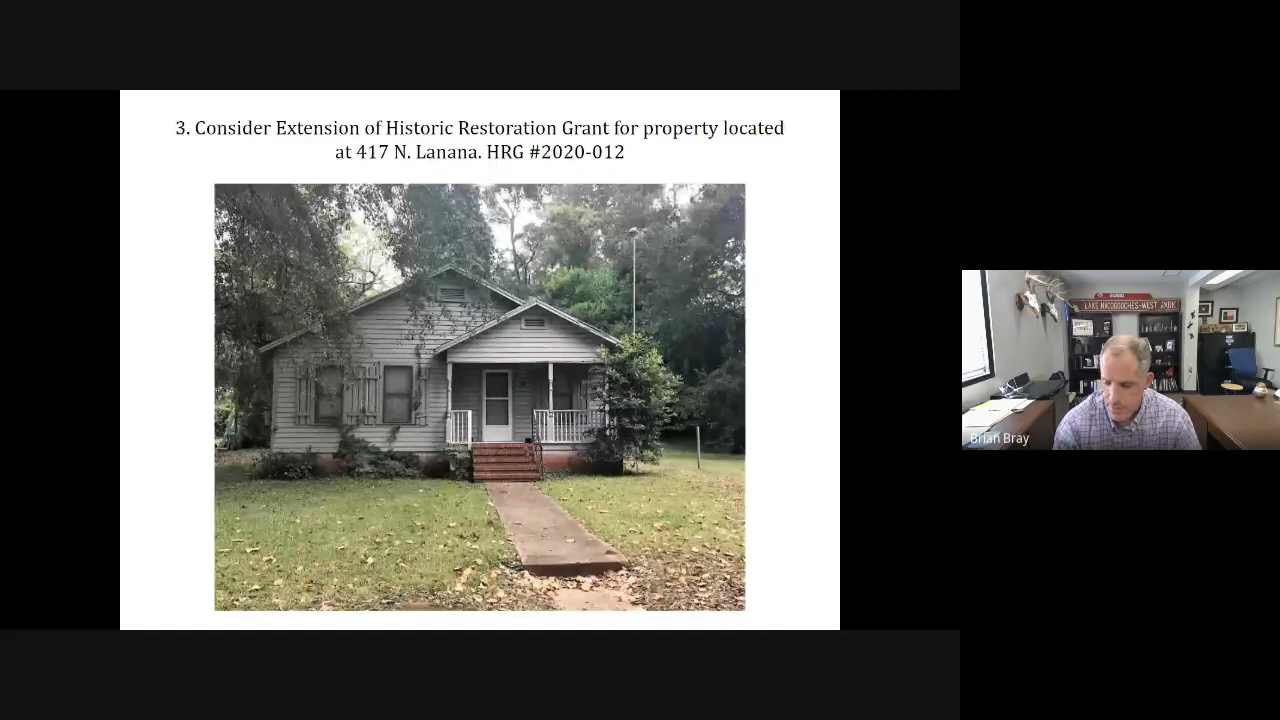 3. Consider Extension of Historic Restoration Grant for property located
at 417 N. Lanana. HRG #2020-012
LAKE NACOGDOCHES-WEST PARK
Brian Bray